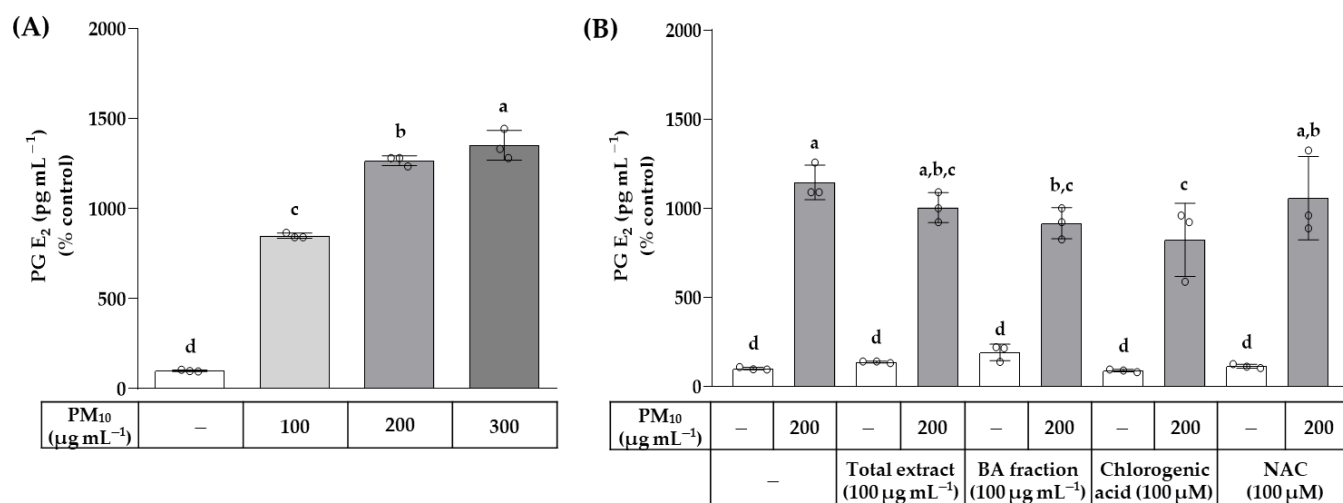 (A)
2000
1500
1000
500
0
PG E₂ (pg mL⁻¹)
(% control)
d
c
b
a
PM₁₀
(µg mL⁻¹)
–
100
200
300
(B)
2000
1500
1000
500
0
PG E₂ (pg mL⁻¹)
(% control)
d
a
d
a,b,c
d
b,c
d
c
d
a,b
PM₁₀
(µg mL⁻¹)
–
200
–
200
–
200
–
200
–
200
–
Total extract
(100 µg mL⁻¹)
BA fraction
(100 µg mL⁻¹)
Chlorogenic
acid (100 µM)
NAC
(100 µM)